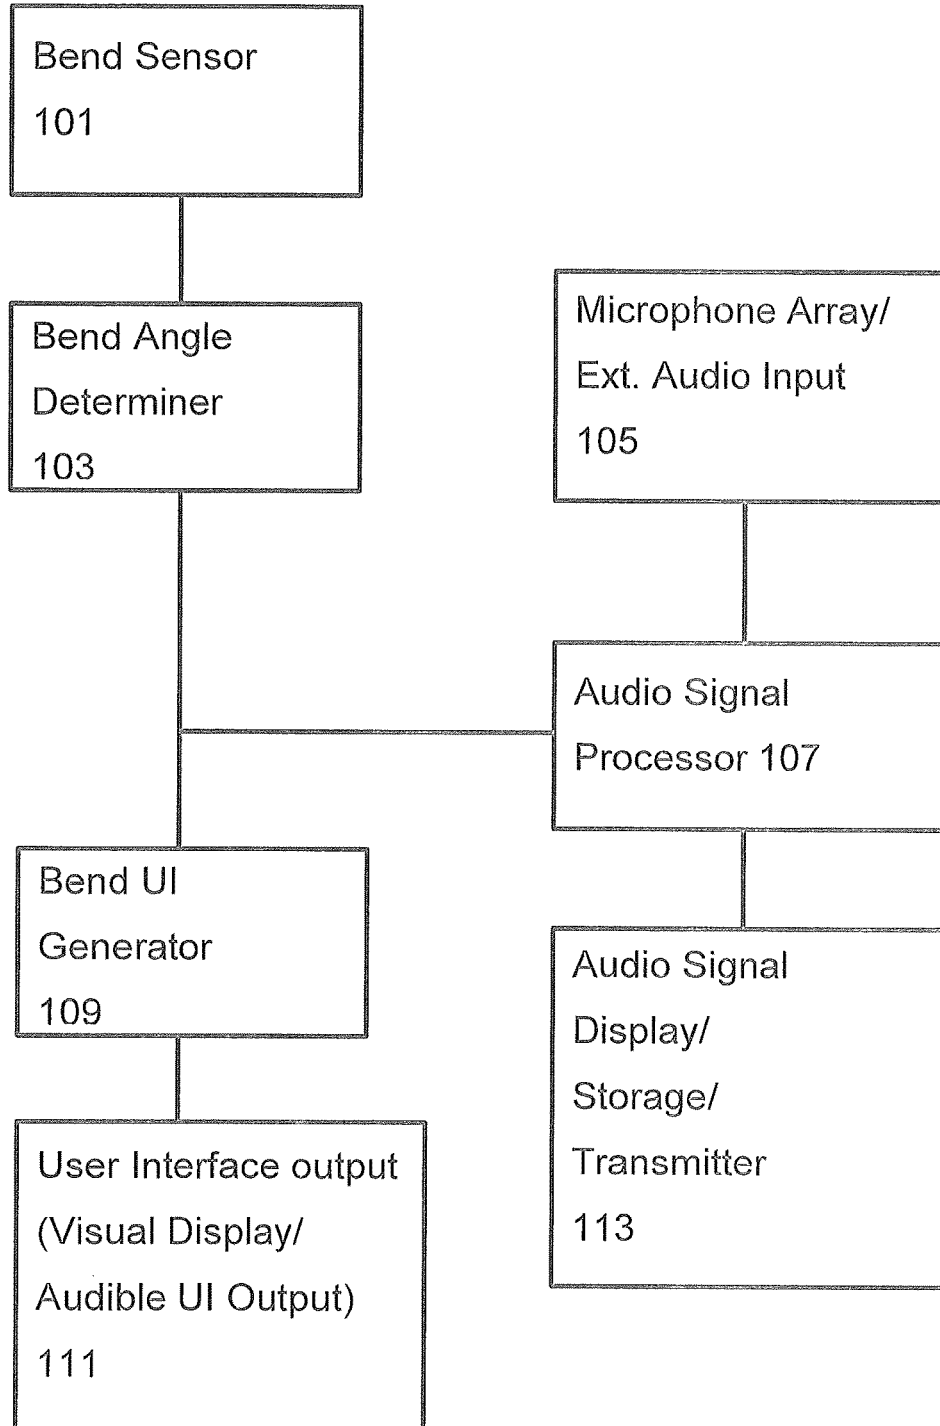 Bend Sensor
101
Bend Angle
Determiner
103
Microphone Array/
Ext. Audio Input
105
Audio Signal
Processor 107
Bend UI
Generator
109
Audio Signal
Display/
Storage/
Transmitter
113
User Interface output
(Visual Display/
Audible UI Output)
111